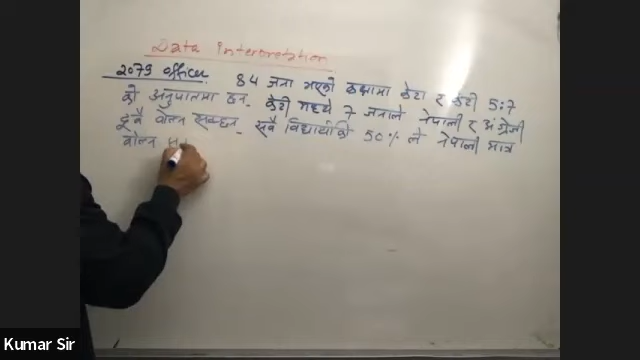 Data Interpretation
2079 officer 84 जना भएको कक्षामा केटा र केटी 5:7
को अनुपातमा छन्. केटी मध्ये 7 जनाले नेपाली र अंग्रेजी
दुवै बोल्न सक्छन्. सबै विद्यार्थीको 50% ले नेपाली मात्र
बोल्न
Kumar Sir